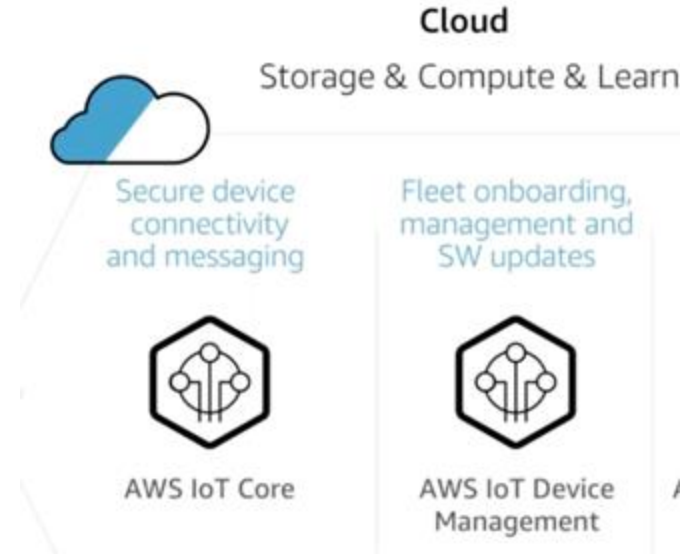 Cloud
Storage & Compute & Learn
Secure device
connectivity
and messaging
Fleet onboarding,
management and
SW updates
AWS IoT Core
AWS IoT Device
Management